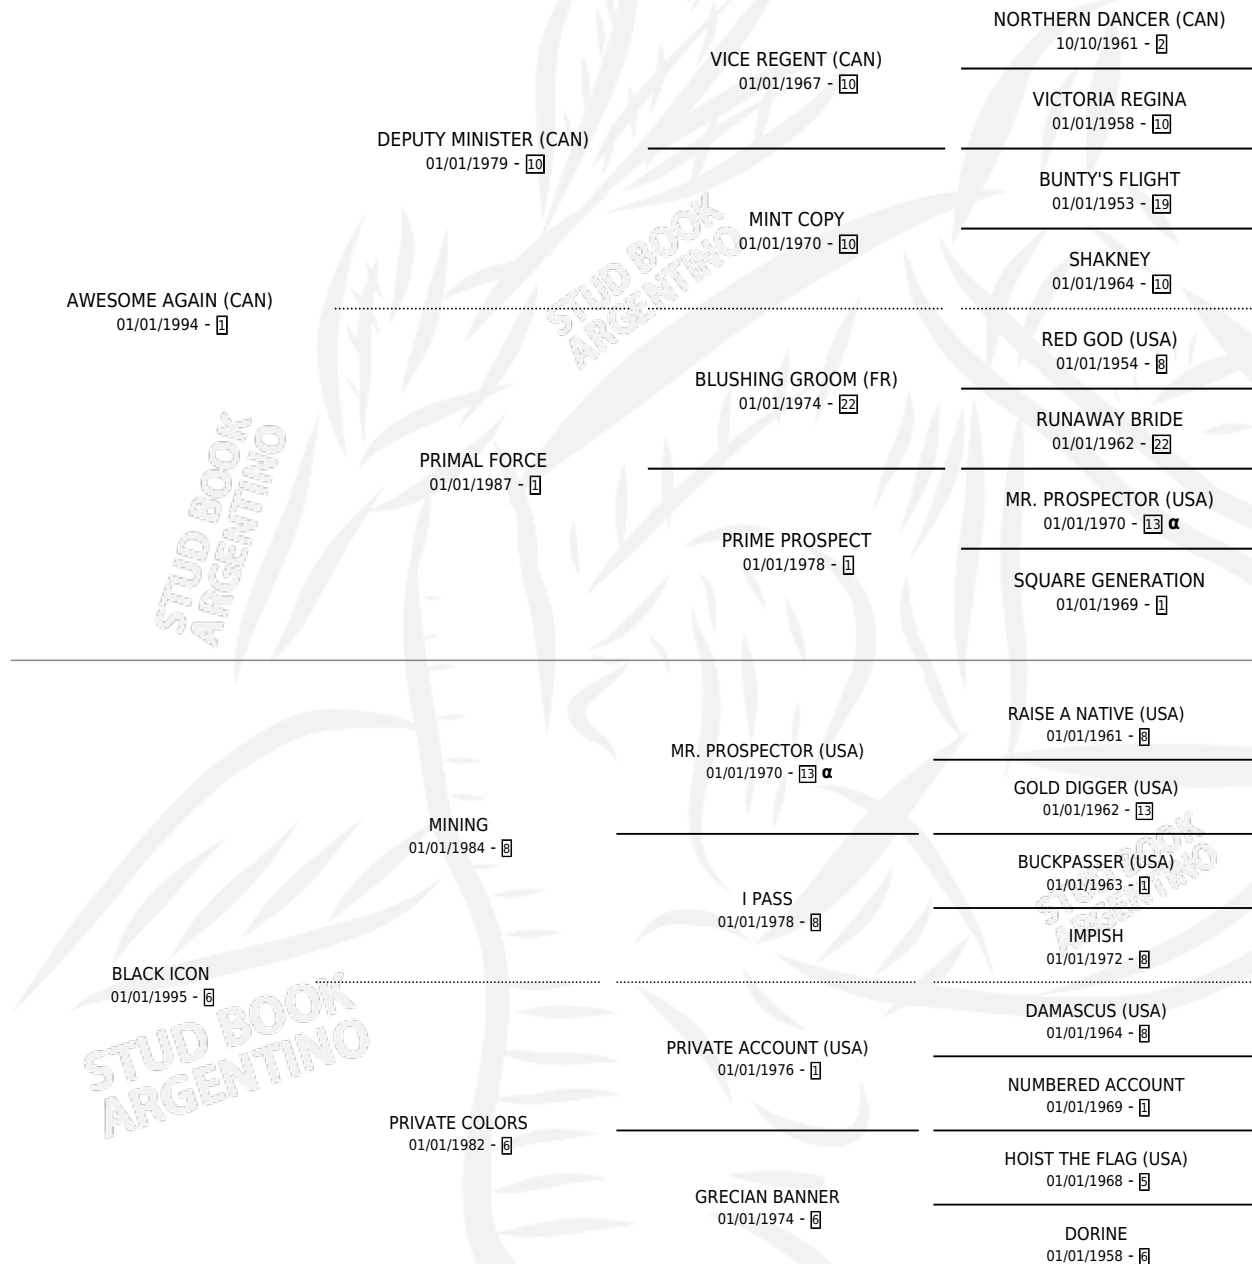 NORTHERN DANCER (CAN)
10/10/1961 - 2
VICE REGENT (CAN)
01/01/1967 - 10
VICTORIA REGINA
01/01/1958 - 10
DEPUTY MINISTER (CAN)
01/01/1979 - 10
BUNTY'S FLIGHT
01/01/1953 - 19
MINT COPY
01/01/1970 - 10
SHAKNEY
01/01/1964 - 10
AWESOME AGAIN (CAN)
01/01/1994 - 1
RED GOD (USA)
01/01/1954 - 8
BLUSHING GROOM (FR)
01/01/1974 - 22
RUNAWAY BRIDE
01/01/1962 - 22
PRIMAL FORCE
01/01/1987 - 1
MR. PROSPECTOR (USA)
01/01/1970 - 13 α
PRIME PROSPECT
01/01/1978 - 1
SQUARE GENERATION
01/01/1969 - 1
STUD BOOK
ARGENTINO
STUD BOOK
ARGENTINO
RAISE A NATIVE (USA)
01/01/1961 - 8
MR. PROSPECTOR (USA)
01/01/1970 - 13 α
GOLD DIGGER (USA)
01/01/1962 - 13
MINING
01/01/1984 - 8
BUCKPASSER (USA)
01/01/1963 - 1
I PASS
01/01/1978 - 8
IMPISH
01/01/1972 - 8
BLACK ICON
01/01/1995 - 6
DAMASCUS (USA)
01/01/1964 - 8
PRIVATE ACCOUNT (USA)
01/01/1976 - 1
NUMBERED ACCOUNT
01/01/1969 - 1
PRIVATE COLORS
01/01/1982 - 6
HOIST THE FLAG (USA)
01/01/1968 - 5
GRECIAN BANNER
01/01/1974 - 6
DORINE
01/01/1958 - 6
STUD BOOK
ARGENTINO
STUD BOOK
ARGENTINO